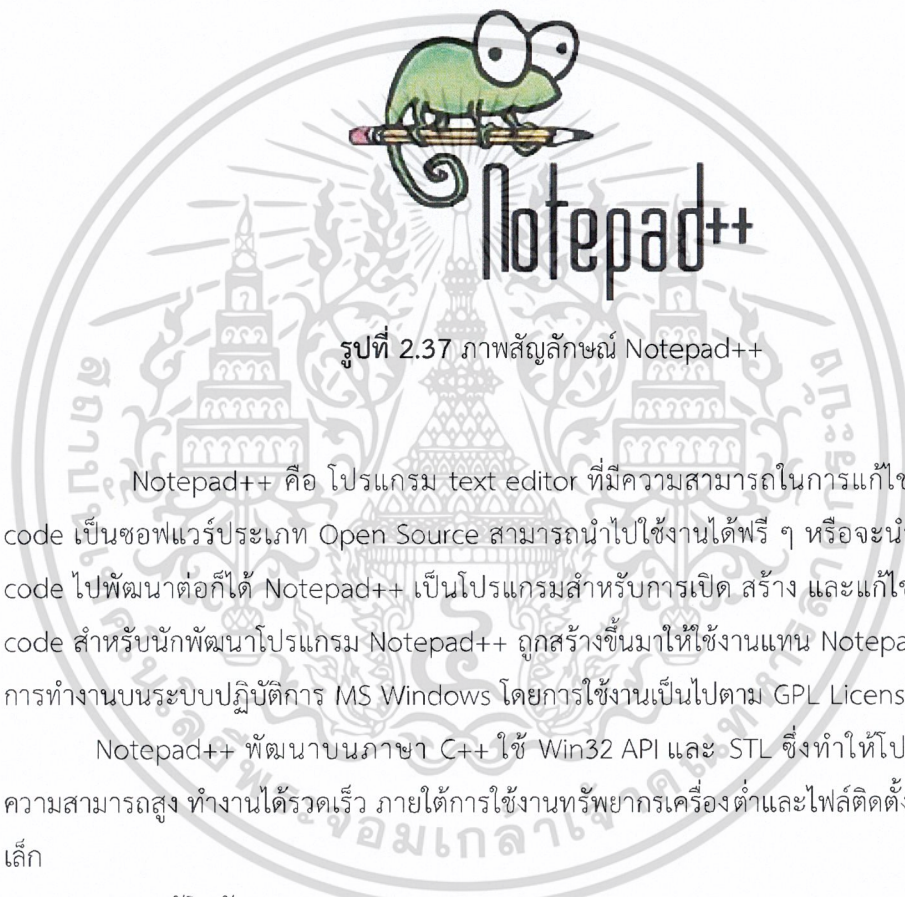 Notepad++
รูปที่ 2.37 ภาพสัญลักษณ์ Notepad++
Notepad++ คือ โปรแกรม text editor ที่มีความสามารถในการแก้ไข
code เป็นซอฟแวร์ประเภท Open Source สามารถนำไปใช้งานได้ฟรี ๆ หรือจะนำ
code ไปพัฒนาต่อก็ได้ Notepad++ เป็นโปรแกรมสำหรับการเปิด สร้าง และแก้ไข
code สำหรับนักพัฒนาโปรแกรม Notepad++ ถูกสร้างขึ้นมาให้ใช้งานแทน Notepa
การทำงานบนระบบปฏิบัติการ MS Windows โดยการใช้งานเป็นไปตาม GPL Licens
Notepad++ พัฒนาบนภาษา C++ ใช้ Win32 API และ STL ซึ่งทำให้โป
ความสามารถสูง ทำงานได้รวดเร็ว ภายใต้การใช้งานทรัพยากรเครื่องต่ำและไฟล์ติดตั้ง
เล็ก